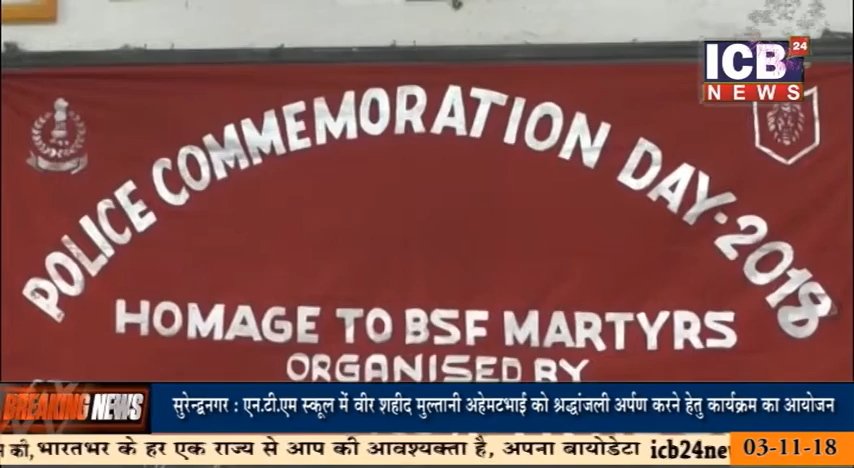 ICB 24
NEWS
POLICE COMMEMORATION DAY-2018
HOMAGE TO BSF MARTYRS
ORGANISED BY
BREAKING NEWS
सुरेन्द्रनगर : एन.टी.एम स्कूल में वीर शहीद मुल्तानी अहेमटभाई को श्रद्धांजली अर्पण करने हेतु कार्यक्रम का आयोजन
की, भारतभर के हर एक राज्य से आप की आवश्यक्ता है, अपना बायोडेटा icb24ne
03-11-18